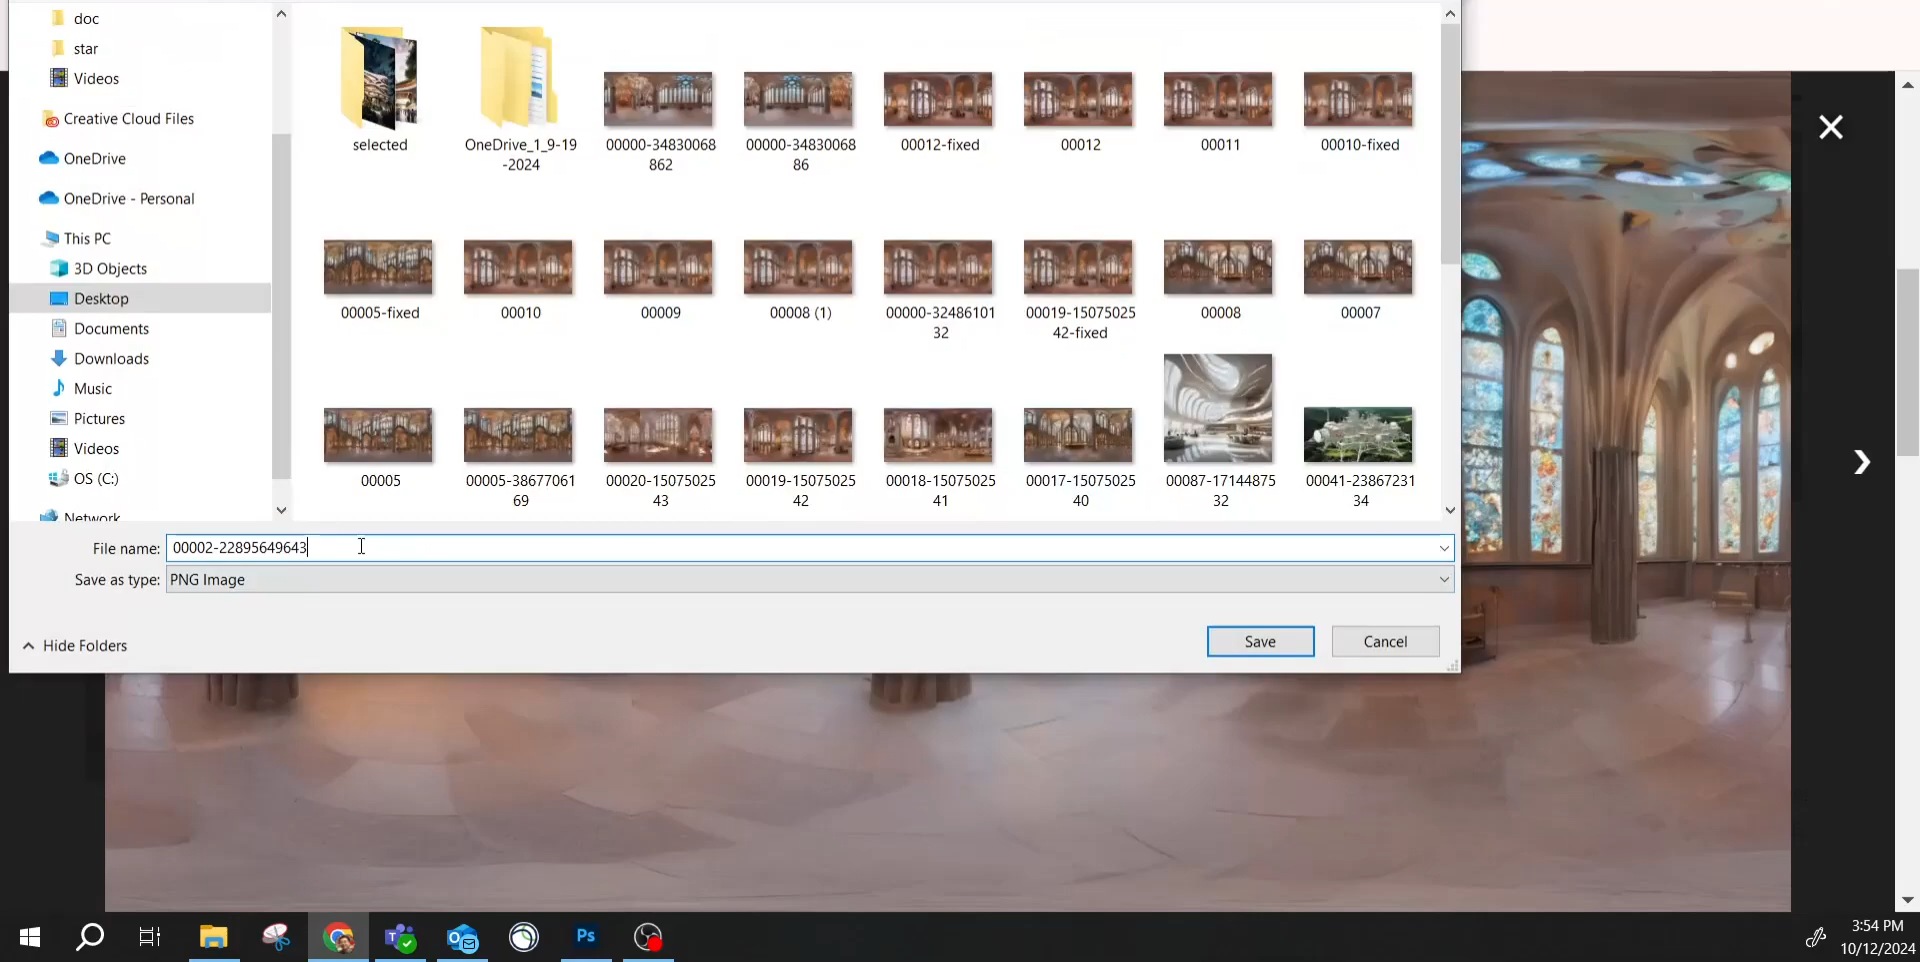 doc
star
Videos
Creative Cloud Files
OneDrive
OneDrive - Personal
This PC
3D Objects
Desktop
Documents
Downloads
Music
Pictures
Videos
OS (C:)
Network
selected
OneDrive_1_9-19
-2024
00000-34830068
862
00000-34830068
86
00012-fixed
00012
00011
00010-fixed
00005-fixed
00010
00009
00008 (1)
00000-32486101
32
00019-15075025
42-fixed
00008
00007
00005
00005-38677061
69
00020-15075025
43
00019-15075025
42
00018-15075025
41
00017-15075025
40
00087-17144875
32
00041-23867231
34
File name: 00002-22895649643
Save as type: PNG Image
Hide Folders
Save
Cancel
Ps
3:54 PM
10/12/2024